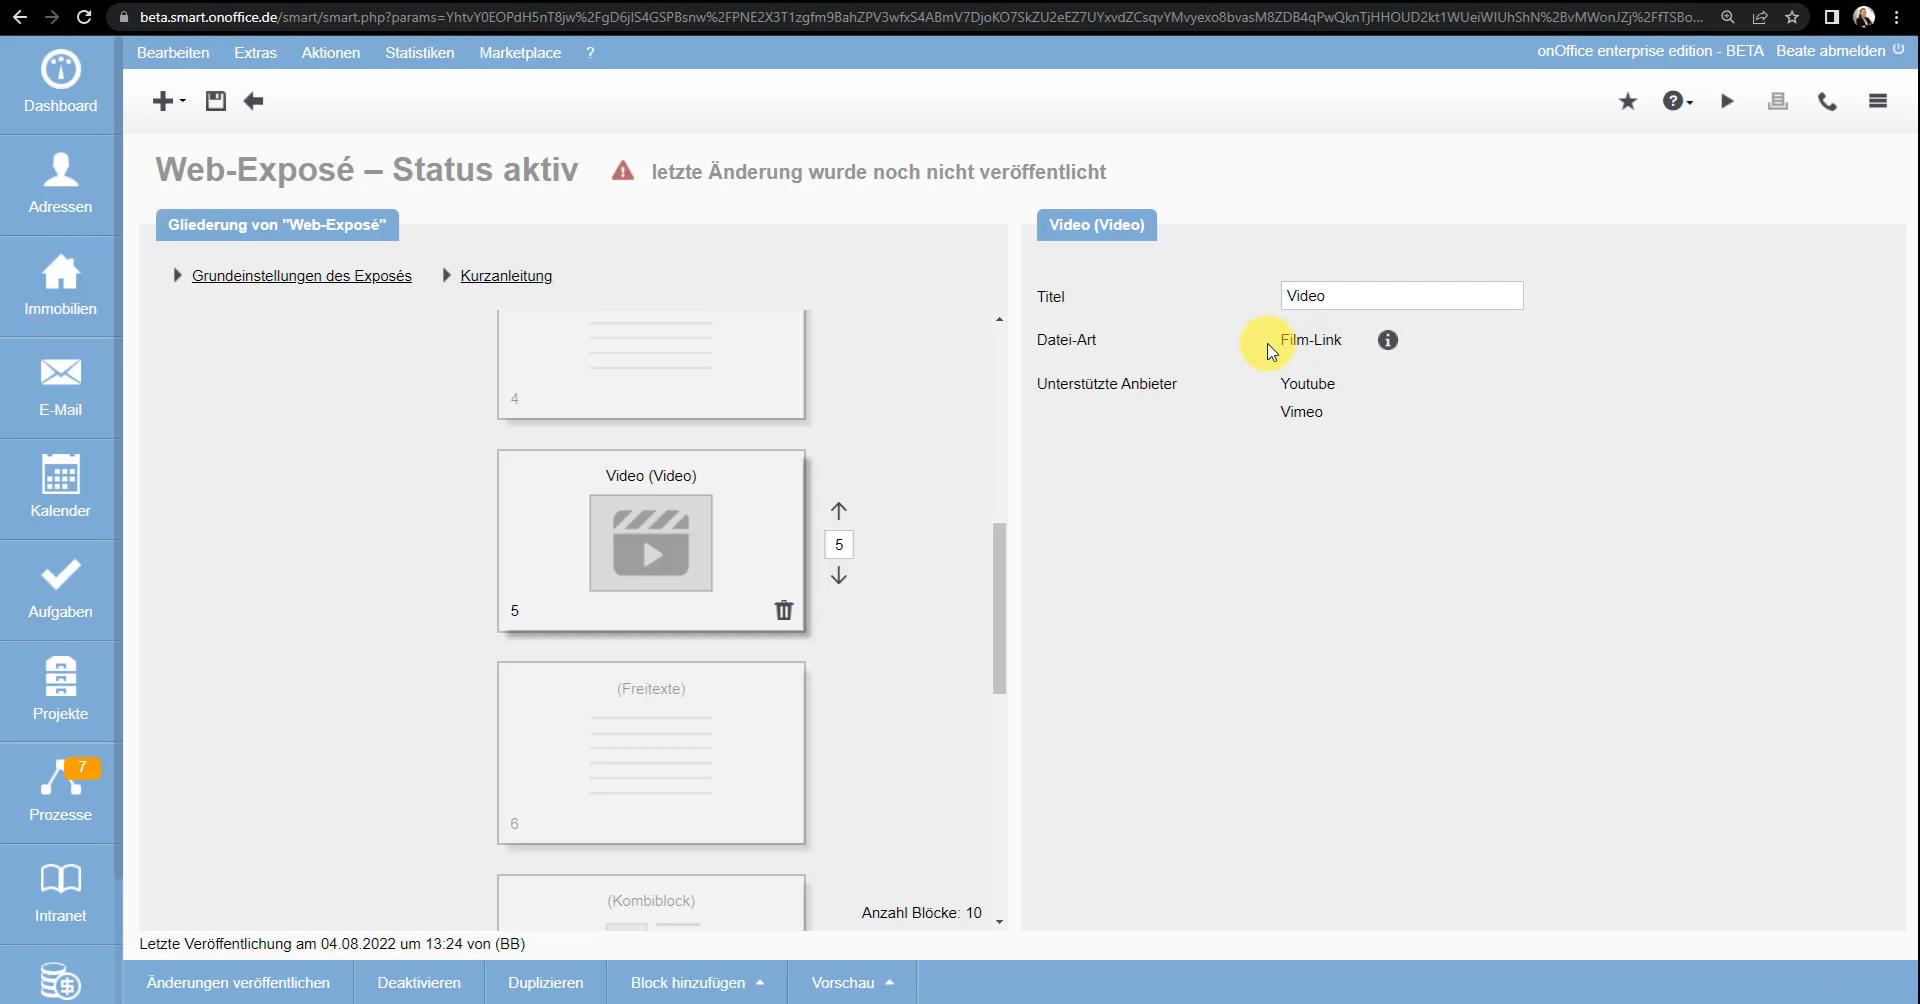 beta.smart.onoffice.de/smart/smart.php?params=YhtvY0EOPdH5nT8jw%2FgD6jlS4GSPBsnw%2FPNE2X3T1zgfm9BahZPV3wfxS4ABmV7DjoKO7SkZU2eEZ7UYxvdZCsqvYMvyexo8bvasM8ZDB4qPwQknTjHHOUD2kt1WUeiWIUhShN%2BvMWonJZj%2FfTSBo...
Bearbeiten Extras Aktionen Statistiken Marketplace ?
onOffice enterprise edition - BETA Beate abmelden
Dashboard
Adressen
Immobilien
E-Mail
Kalender
Aufgaben
Projekte
7
Prozesse
Intranet
Web-Exposé – Status aktiv letzte Änderung wurde noch nicht veröffentlicht
Gliederung von "Web-Exposé"
Grundeinstellungen des Exposés Kurzanleitung
4
Video (Video)
5
5
(Freitexte)
6
(Kombiblock)
Anzahl Blöcke: 10
Video (Video)
Titel Video
Datei-Art Film-Link
Unterstützte Anbieter Youtube
Vimeo
Letzte Veröffentlichung am 04.08.2022 um 13:24 von (BB)
Änderungen veröffentlichen Deaktivieren Duplizieren Block hinzufügen Vorschau